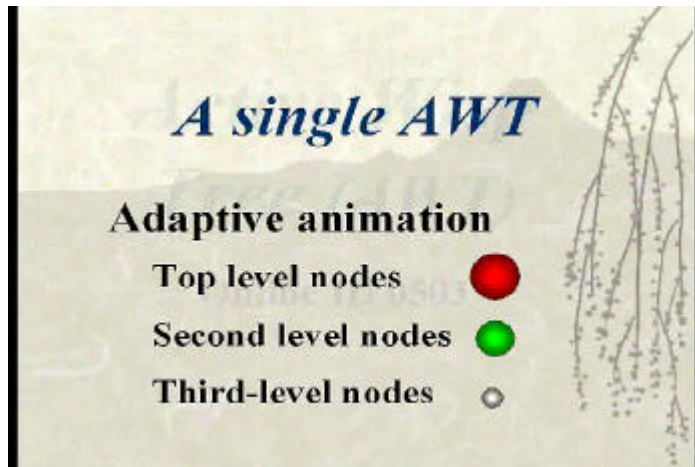 A single AWT
Adaptive animation
Top level nodes
Second level nodes
Third-level nodes